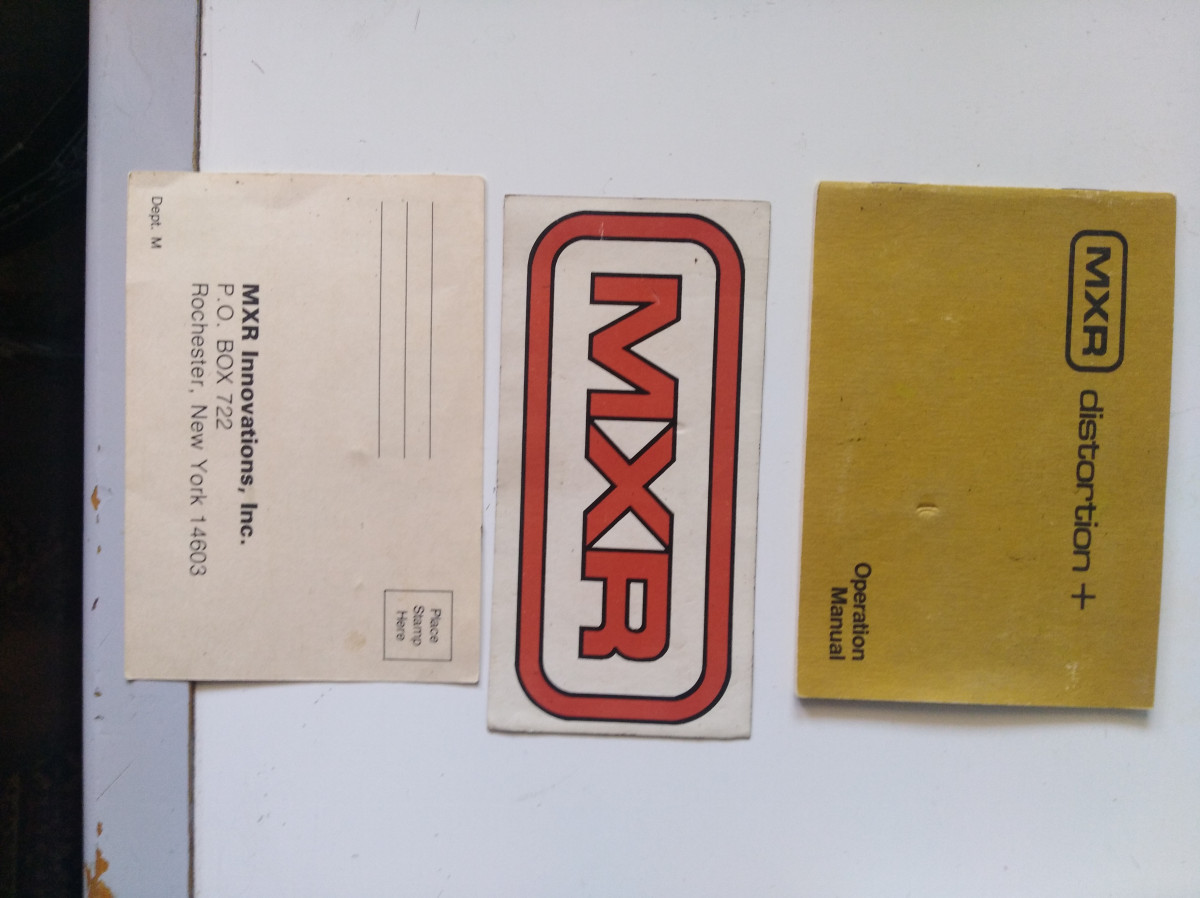 MXR distortion +
Operation
Manual
MXR
Place
Stamp
Here
MXR Innovations, Inc.
P.O. BOX 722
Rochester, New York 14603
Dept. M